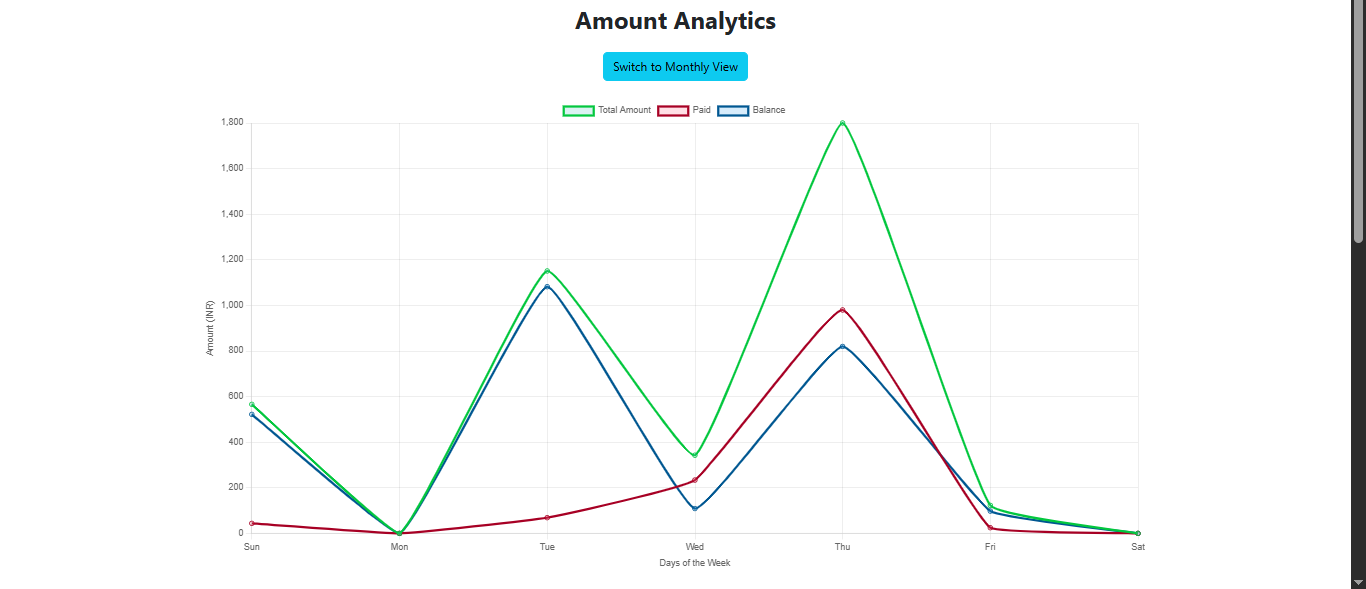 Amount Analytics
Switch to Monthly View
Total Amount Paid Balance
1,800
1,600
1,400
1,200
1,000
800
600
400
200
0
Amount (INR)
Sun Mon Tue Wed Thu Fri Sat
Days of the Week